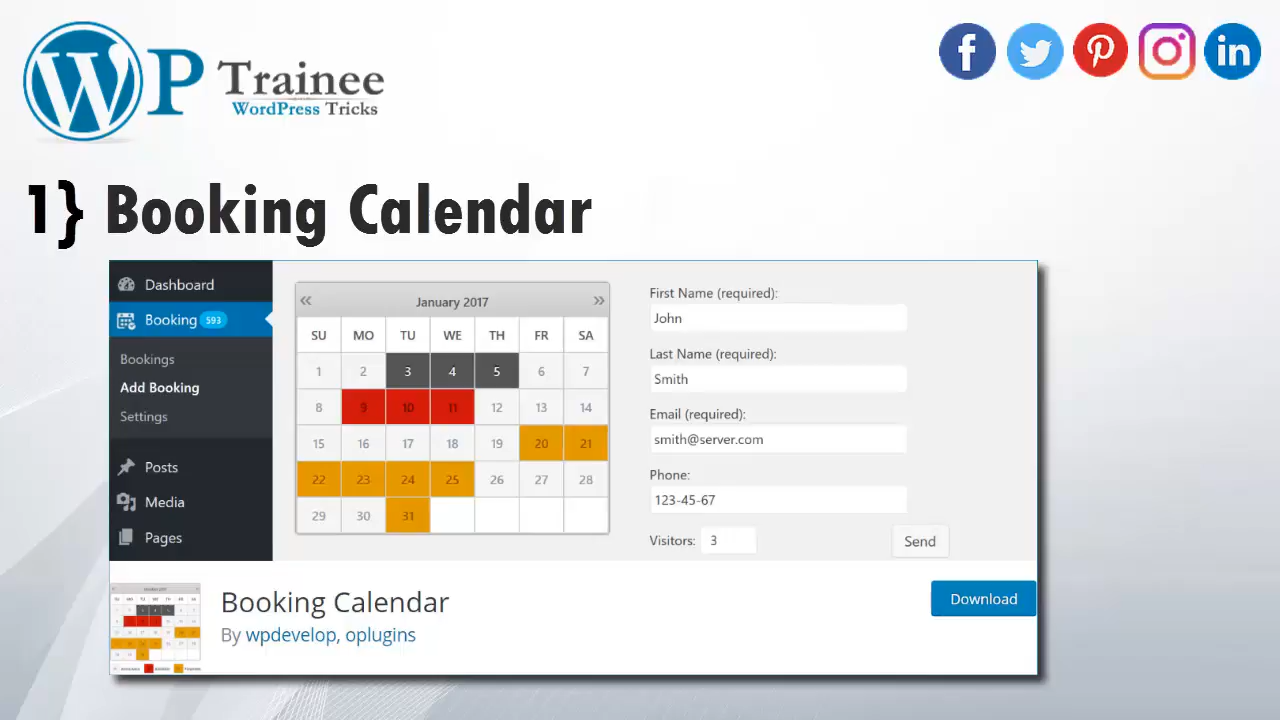 WP Trainee
WordPress Tricks
1} Booking Calendar
Dashboard
Booking 593
Bookings
Add Booking
Settings
Posts
Media
Pages
« January 2017 »
SU MO TU WE TH FR SA
1 2 3 4 5 6 7
8 9 10 11 12 13 14
15 16 17 18 19 20 21
22 23 24 25 26 27 28
29 30 31
First Name (required):
John
Last Name (required):
Smith
Email (required):
smith@server.com
Phone:
123-45-67
Visitors: 3 Send
Booking Calendar
By wpdevelop, oplugins
Download